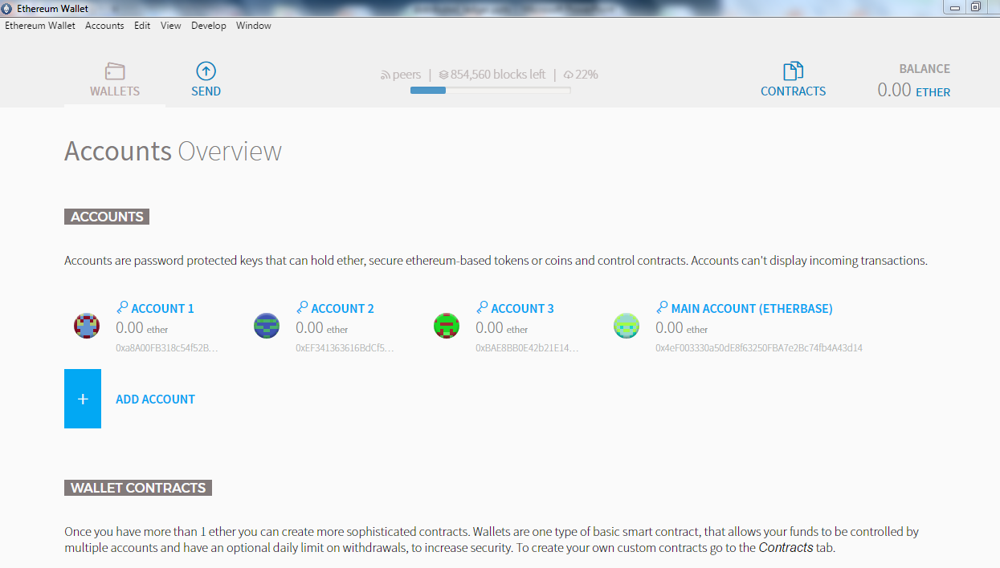 Ethereum Wallet
Ethereum Wallet Accounts Edit View Develop Window
WALLETS
SEND
peers | 854,560 blocks left | 22%
CONTRACTS
BALANCE
0.00 ETHER
Accounts Overview
ACCOUNTS
Accounts are password protected keys that can hold ether, secure ethereum-based tokens or coins and control contracts. Accounts can't display incoming transactions.
ACCOUNT 1
0.00 ether
0xa8A00FB318c54f52B...
ACCOUNT 2
0.00 ether
0xEF341363616BdCf5...
ACCOUNT 3
0.00 ether
0xBAE8BB0E42b21E14...
MAIN ACCOUNT (ETHERBASE)
0.00 ether
0x4eF003330a50dE8f63250FBA7e2Bc74fb4A43d14
+ ADD ACCOUNT
WALLET CONTRACTS
Once you have more than 1 ether you can create more sophisticated contracts. Wallets are one type of basic smart contract, that allows your funds to be controlled by
multiple accounts and have an optional daily limit on withdrawals, to increase security. To create your own custom contracts go to the Contracts tab.